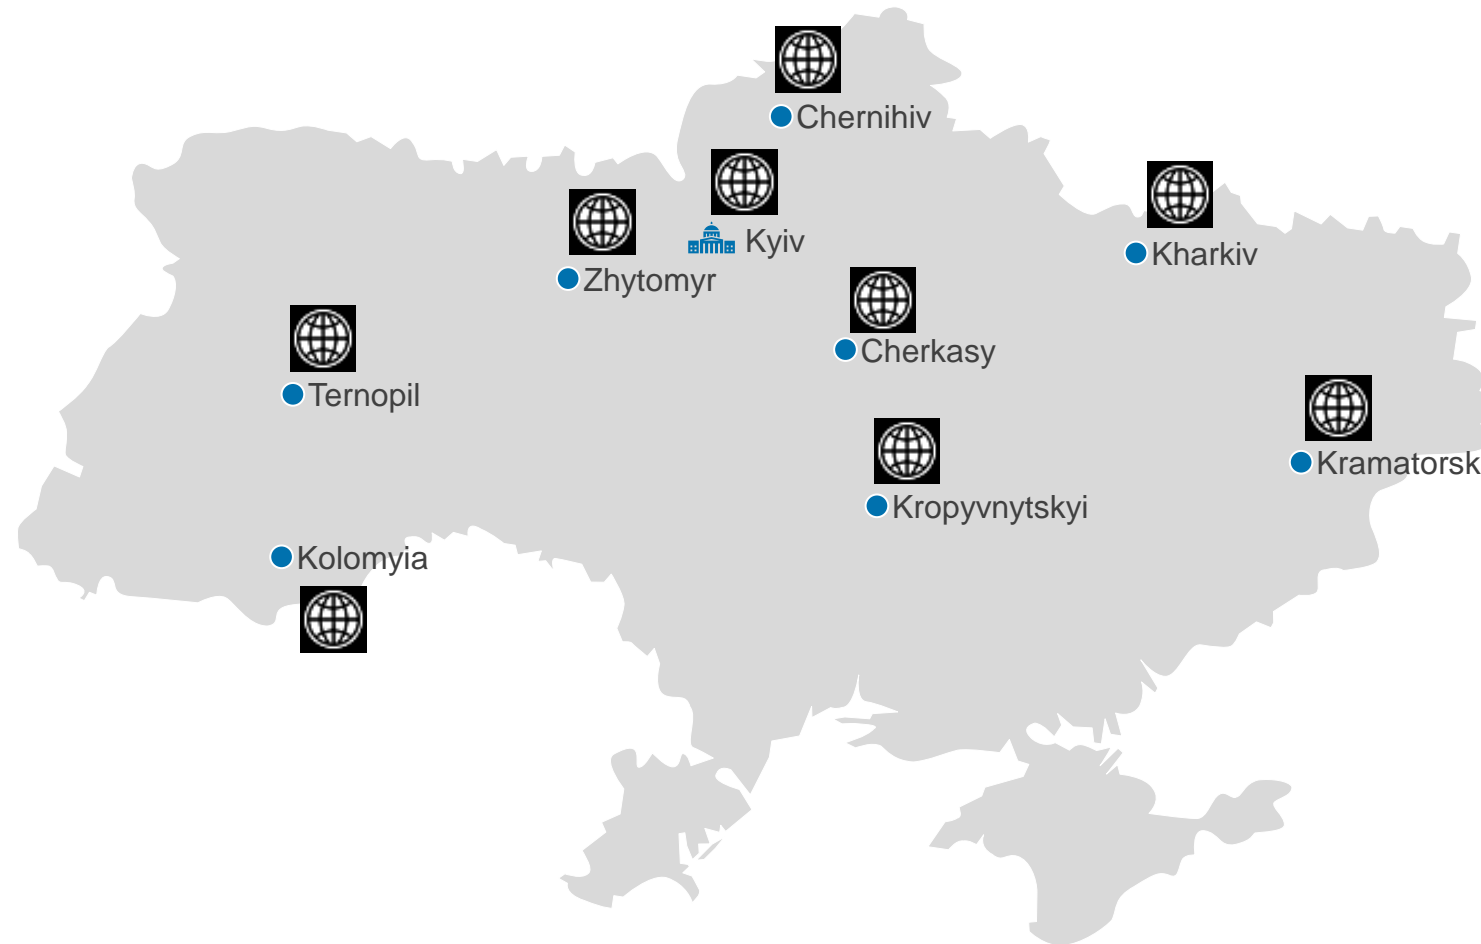 Chernihiv
Kyiv
Kharkiv
Zhytomyr
Cherkasy
Ternopil
Kramatorsk
Kropyvnytskyi
Kolomyia